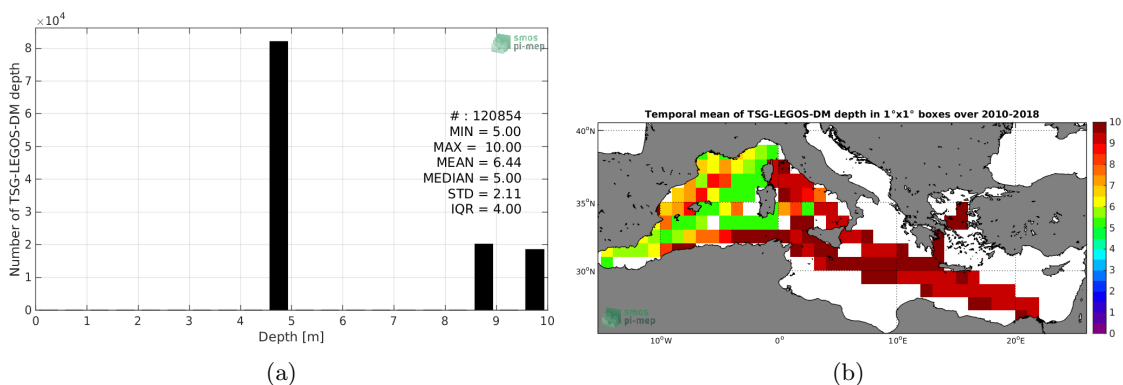 ×10⁴
smos
pi-mep
8
7
6
5
4
3
2
1
0
Number of TSG-LEGOS-DM depth
# : 120854
MIN = 5.00
MAX = 10.00
MEAN = 6.44
MEDIAN = 5.00
STD = 2.11
IQR = 4.00
0 1 2 3 4 5 6 7 8 9 10
Depth [m]
(a)
Temporal mean of TSG-LEGOS-DM depth in 1°x1° boxes over 2010-2018
40°N
35°N
30°N
10°W
0°
10°E
20°E
smos
pi-mep
10
9
8
7
6
5
4
3
2
1
0
(b)